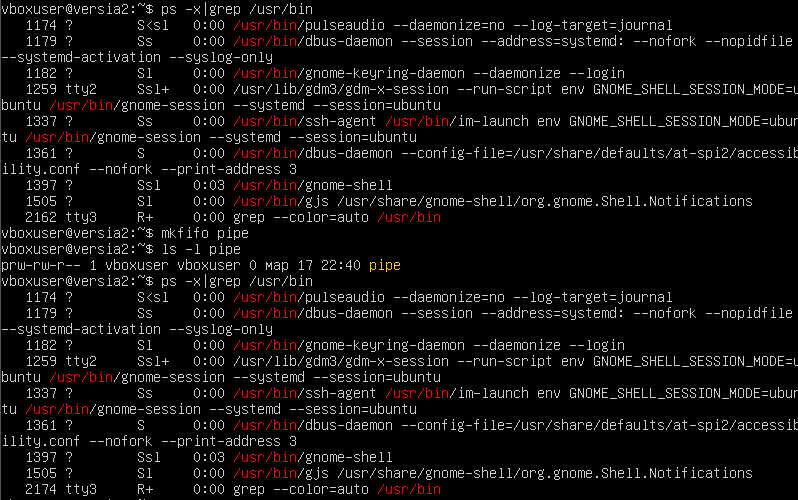 vboxuser@versia2:~$ ps -x|grep /usr/bin
1174 ? S<sl 0:00 /usr/bin/pulseaudio --daemonize=no --log-target=journal
1179 ? Ss 0:00 /usr/bin/dbus-daemon --session --address=systemd: --nofork --nopidfile
--systemd-activation --syslog-only
1182 ? Sl 0:00 /usr/bin/gnome-keyring-daemon --daemonize --login
1259 tty2 Ssl+ 0:00 /usr/lib/gdm3/gdm-x-session --run-script env GNOME_SHELL_SESSION_MODE=u
buntu /usr/bin/gnome-session --systemd --session=ubuntu
1337 ? Ss 0:00 /usr/bin/ssh-agent /usr/bin/im-launch env GNOME_SHELL_SESSION_MODE=ubun
tu /usr/bin/gnome-session --systemd --session=ubuntu
1361 ? S 0:00 /usr/bin/dbus-daemon --config-file=/usr/share/defaults/at-spi2/accessib
ility.conf --nofork --print-address 3
1397 ? Ssl 0:03 /usr/bin/gnome-shell
1505 ? Sl 0:00 /usr/bin/gjs /usr/share/gnome-shell/org.gnome.Shell.Notifications
2162 tty3 R+ 0:00 grep --color=auto /usr/bin
vboxuser@versia2:~$ mkfifo pipe
vboxuser@versia2:~$ ls -l pipe
prw-rw-r-- 1 vboxuser vboxuser 0 мар 17 22:40 pipe
vboxuser@versia2:~$ ps -x|grep /usr/bin
1174 ? S<sl 0:00 /usr/bin/pulseaudio --daemonize=no --log-target=journal
1179 ? Ss 0:00 /usr/bin/dbus-daemon --session --address=systemd: --nofork --nopidfile
--systemd-activation --syslog-only
1182 ? Sl 0:00 /usr/bin/gnome-keyring-daemon --daemonize --login
1259 tty2 Ssl+ 0:00 /usr/lib/gdm3/gdm-x-session --run-script env GNOME_SHELL_SESSION_MODE=u
buntu /usr/bin/gnome-session --systemd --session=ubuntu
1337 ? Ss 0:00 /usr/bin/ssh-agent /usr/bin/im-launch env GNOME_SHELL_SESSION_MODE=ubun
tu /usr/bin/gnome-session --systemd --session=ubuntu
1361 ? S 0:00 /usr/bin/dbus-daemon --config-file=/usr/share/defaults/at-spi2/accessib
ility.conf --nofork --print-address 3
1397 ? Ssl 0:03 /usr/bin/gnome-shell
1505 ? Sl 0:00 /usr/bin/gjs /usr/share/gnome-shell/org.gnome.Shell.Notifications
2174 tty3 R+ 0:00 grep --color=auto /usr/bin